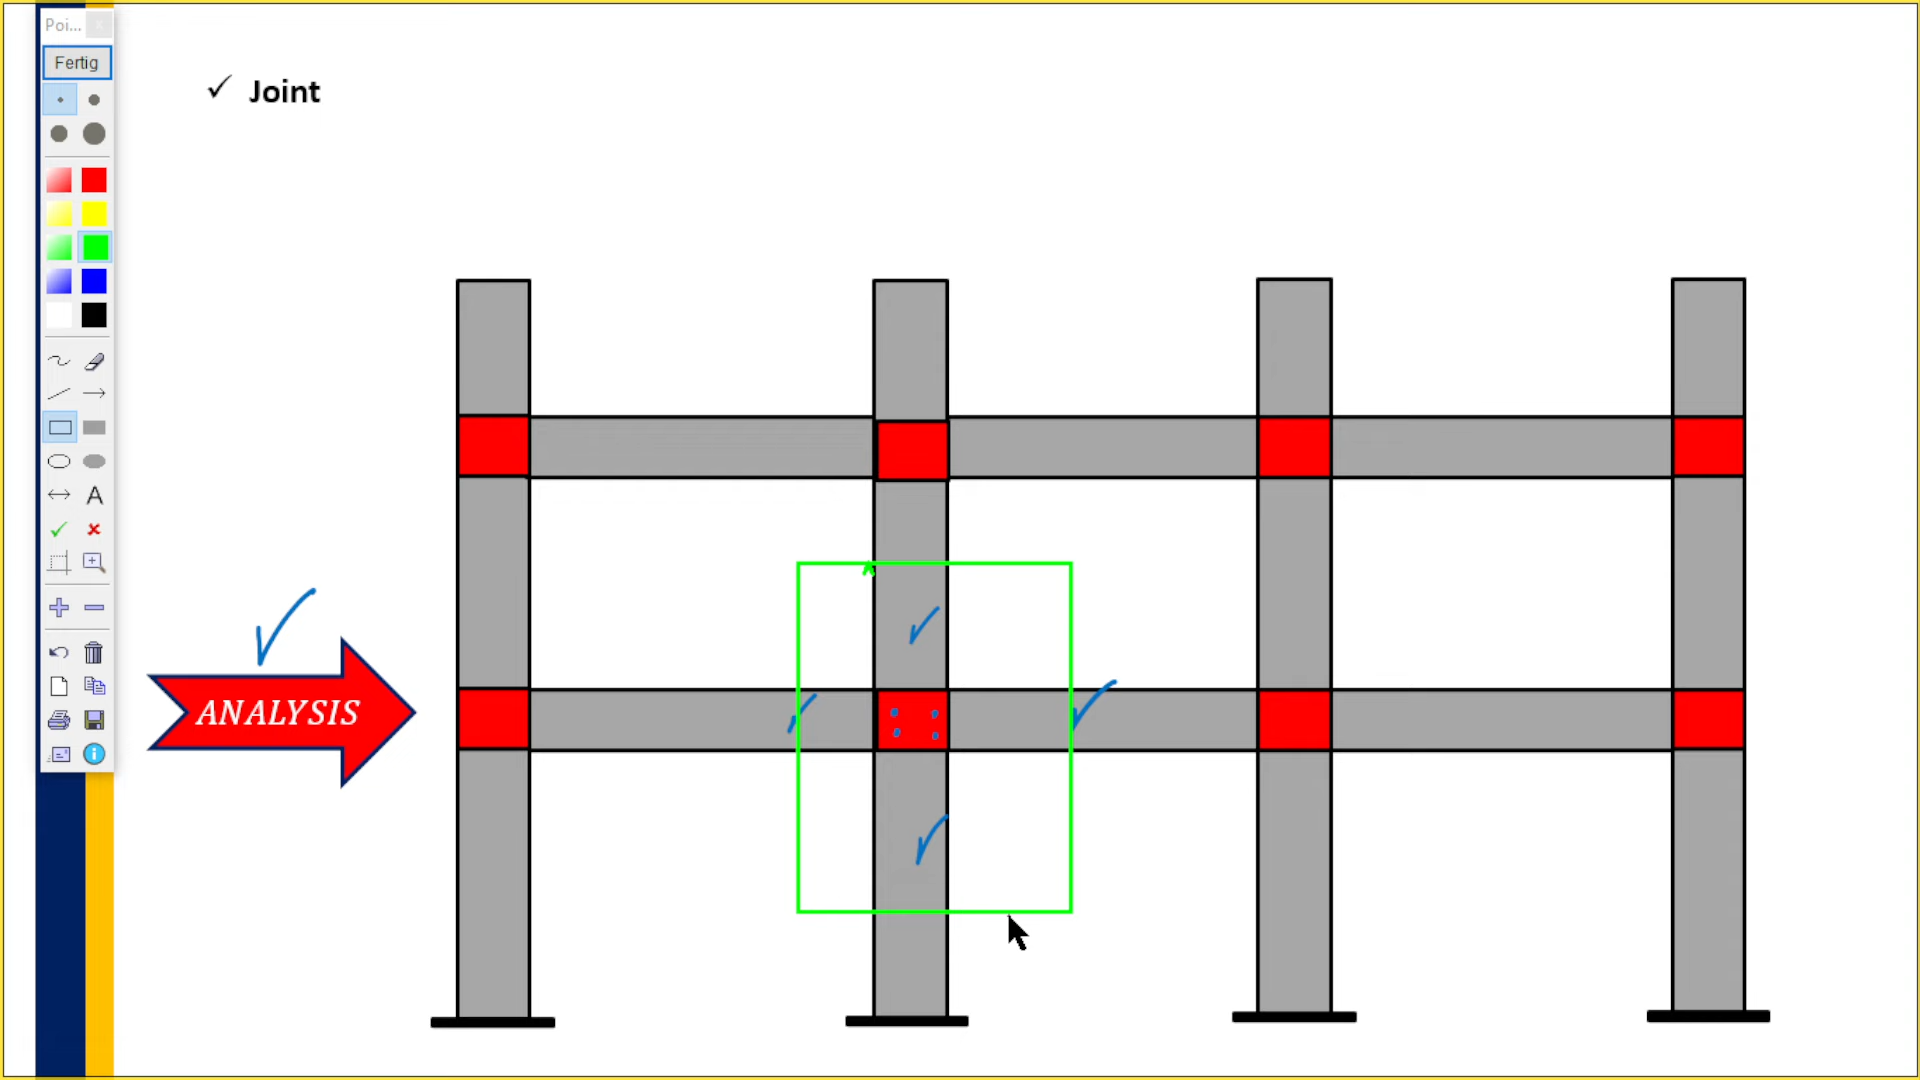 Poi...
Fertig
A
✓ Joint
ANALYSIS